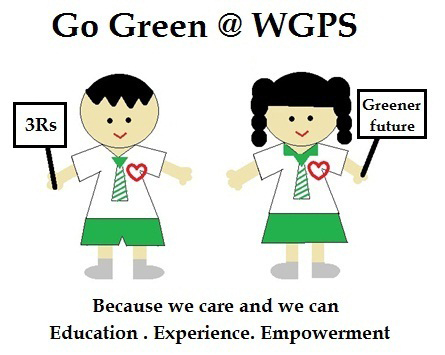 Go Green @ WGPS
3Rs
Greener
future
Because we care and we can
Education . Experience. Empowerment